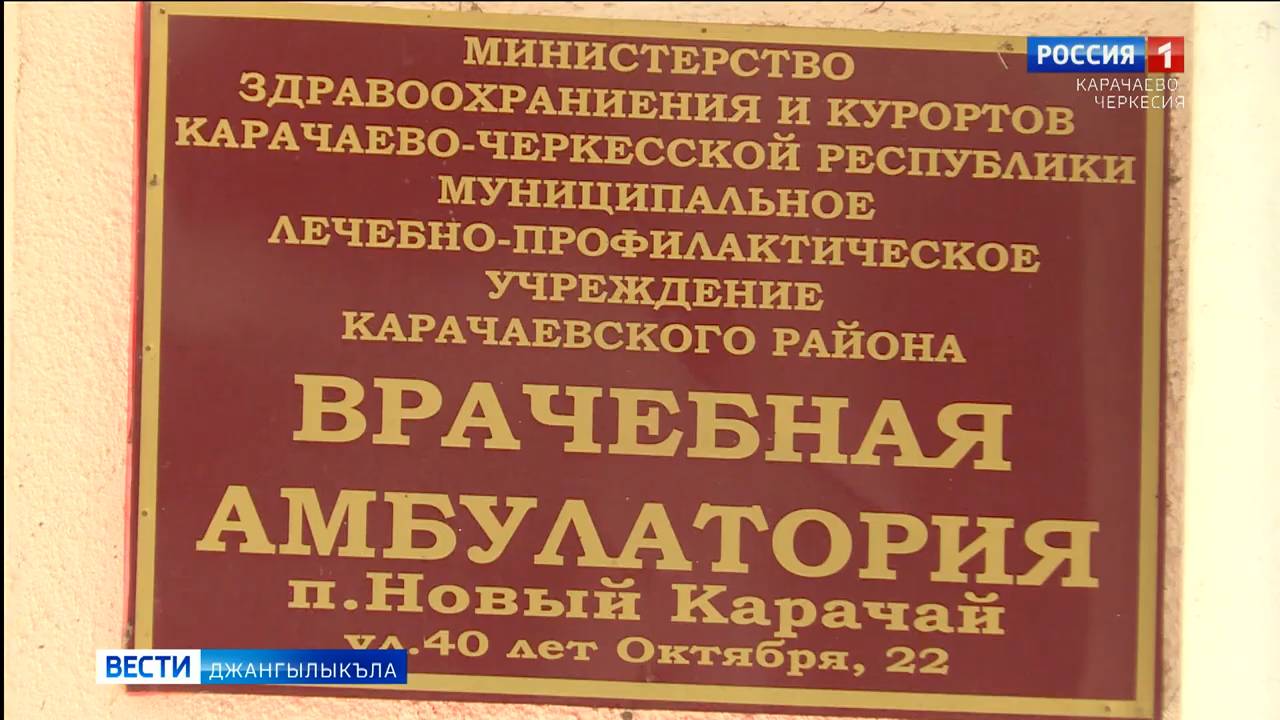 МИНИСТЕРСТВО
ЗДРАВООХРАНИЕНИЯ И КУРОРТОВ
КАРАЧАЕВО-ЧЕРКЕССКОЙ РЕСПУБЛИКИ
МУНИЦИПАЛЬНОЕ
ЛЕЧЕБНО-ПРОФИЛАКТИЧЕСКОЕ
УЧРЕЖДЕНИЕ
КАРАЧАЕВСКОГО РАЙОНА
ВРАЧЕБНАЯ
АМБУЛАТОРИЯ
п.Новый Карачай
ул.40 лет Октября, 22
РОССИЯ 1
КАРАЧАЕВО
ЧЕРКЕСИЯ
ВЕСТИ ДЖАНГЫЛЫКЪЛА